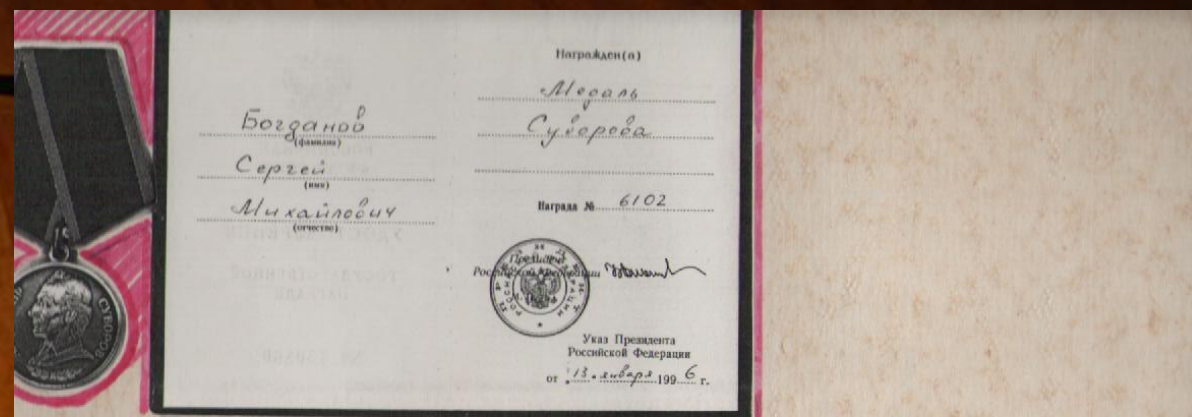 Богданов
(фамилия)
Сергей
(имя)
Михайлович
(отчество)
Награжден(а)
Медаль
Суворова
Награда № 6102
Президент
Российской Федерации
Указ Президента
Российской Федерации
от 13 января 1996 г.
СУВОРОВ